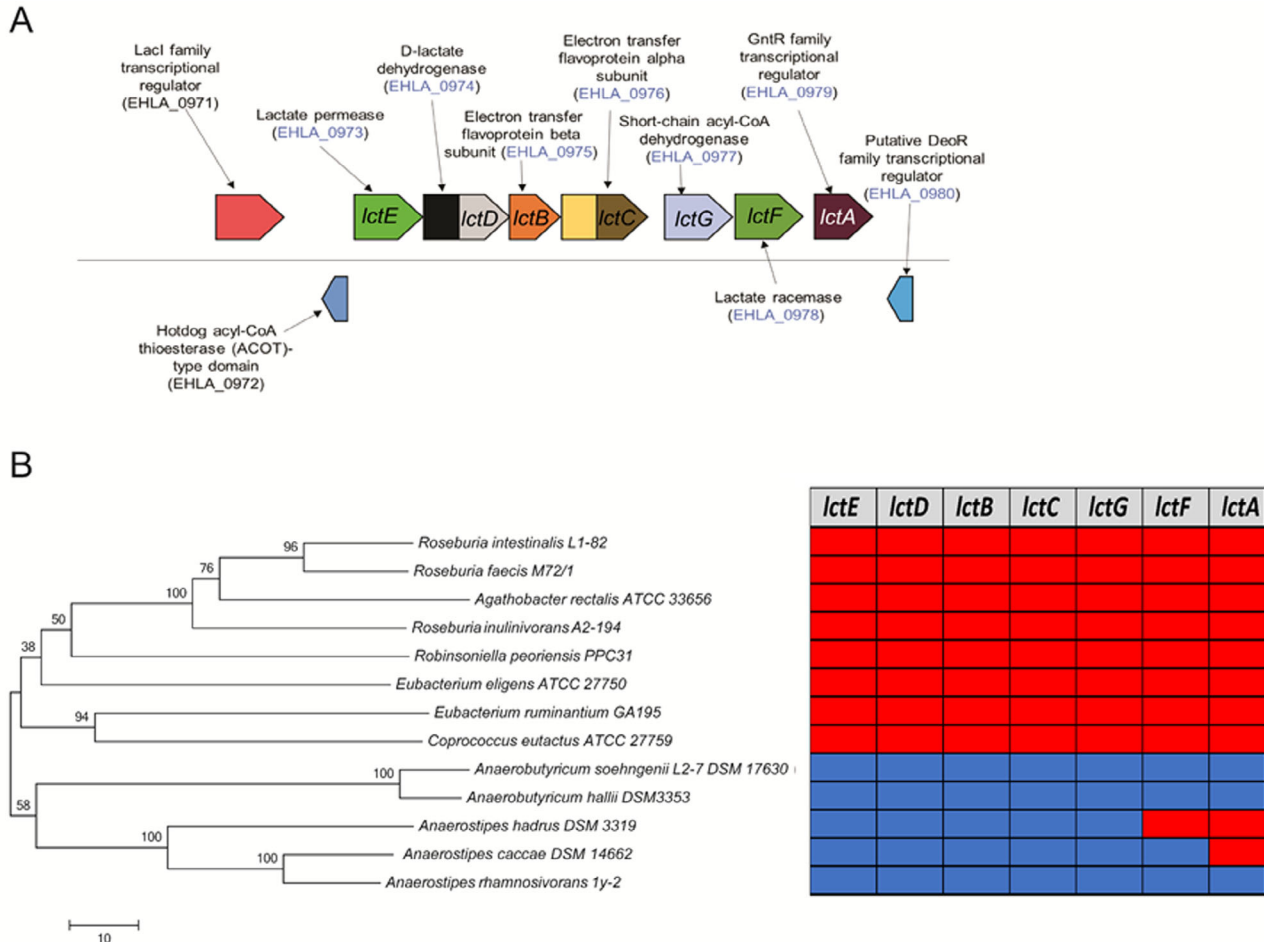 A
LacI family
transcriptional
regulator
(EHLA_0971)
Lactate permease
(EHLA_0973)
D-lactate
dehydrogenase
(EHLA_0974)
Electron transfer
flavoprotein beta
subunit (EHLA_0975)
Electron transfer
flavoprotein alpha
subunit
(EHLA_0976)
Short-chain acyl-CoA
dehydrogenase
(EHLA_0977)
GntR family
transcriptional
regulator
(EHLA_0979)
Putative DeoR
family transcriptional
regulator
(EHLA_0980)
lctE
lctD
lctB
lctC
lctG
lctF
lctA
Hotdog acyl-CoA
thioesterase (ACOT)-
type domain
(EHLA_0972)
Lactate racemase
(EHLA_0978)
B
lctE lctD lctB lctC lctG lctF lctA
96
Roseburia intestinalis L1-82
76
Roseburia faecis M72/1
100
Agathobacter rectalis ATCC 33656
50
Roseburia inulinivorans A2-194
38
Robinsoniella peoriensis PPC31
Eubacterium eligens ATCC 27750
94
Eubacterium ruminantium GA195
Coprococcus eutactus ATCC 27759
100
Anaerobutyricum soehngenii L2-7 DSM 17630 (
58
Anaerobutyricum hallii DSM3353
100
Anaerostipes hadrus DSM 3319
100
Anaerostipes caccae DSM 14662
Anaerostipes rhamnosivorans 1y-2
10